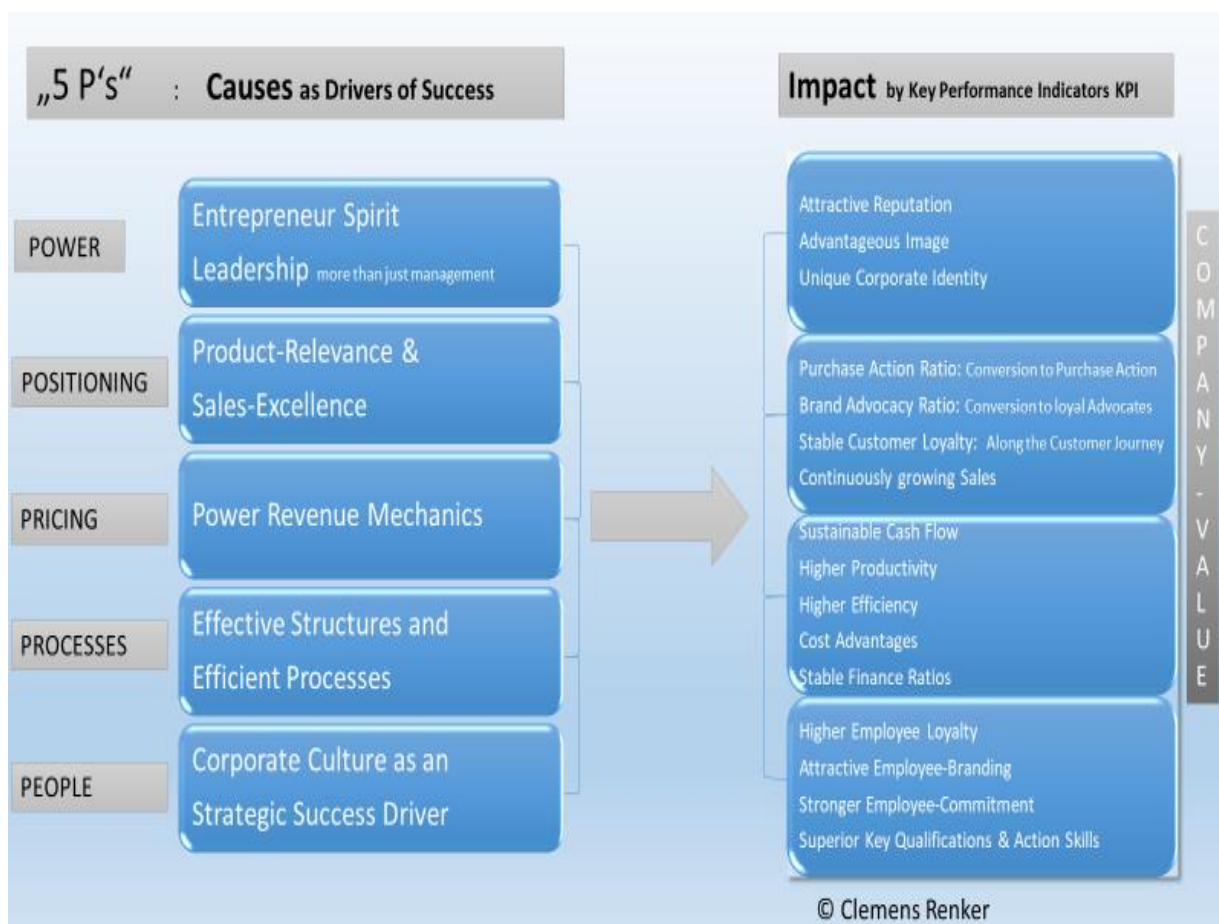 „5 P's“ : Causes as Drivers of Success
POWER
Entrepreneur Spirit
Leadership more than just management
POSITIONING
Product-Relevance &
Sales-Excellence
PRICING
Power Revenue Mechanics
PROCESSES
Effective Structures and
Efficient Processes
PEOPLE
Corporate Culture as an
Strategic Success Driver
Impact by Key Performance Indicators KPI
Attractive Reputation
Advantageous Image
Unique Corporate Identity
Purchase Action Ratio: Conversion to Purchase Action
Brand Advocacy Ratio: Conversion to loyal Advocates
Stable Customer Loyalty: Along the Customer Journey
Continuously growing Sales
Sustainable Cash Flow
Higher Productivity
Higher Efficiency
Cost Advantages
Stable Finance Ratios
Higher Employee Loyalty
Attractive Employee-Branding
Stronger Employee-Commitment
Superior Key Qualifications & Action Skills
COMPANY-VALUE
© Clemens Renker